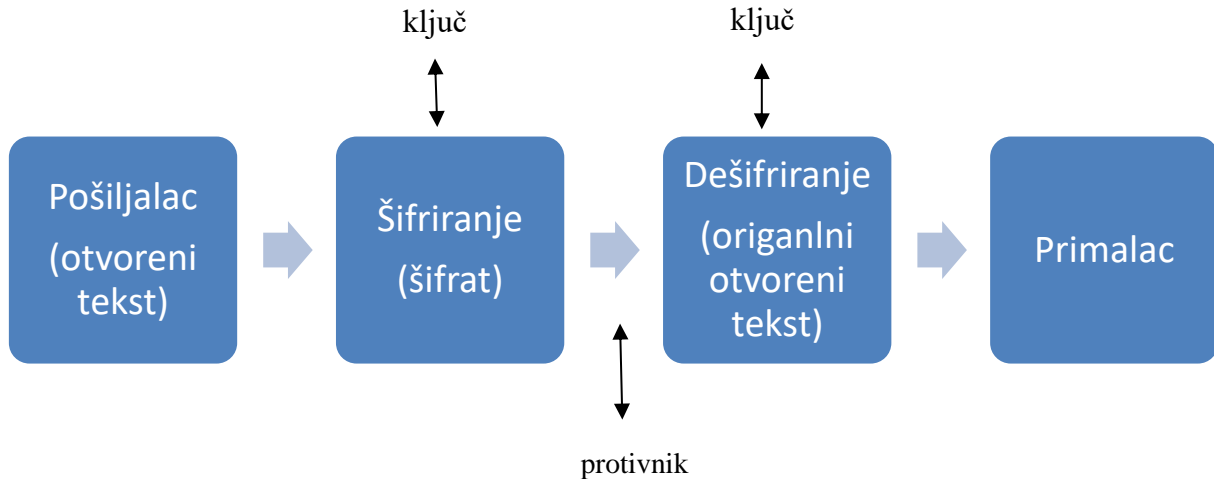 ključ
ključ
Pošiljalac
(otvoreni
tekst)
Šifriranje
(šifrat)
Dešifriranje
(origanlni
otvoreni
tekst)
Primalac
protivnik